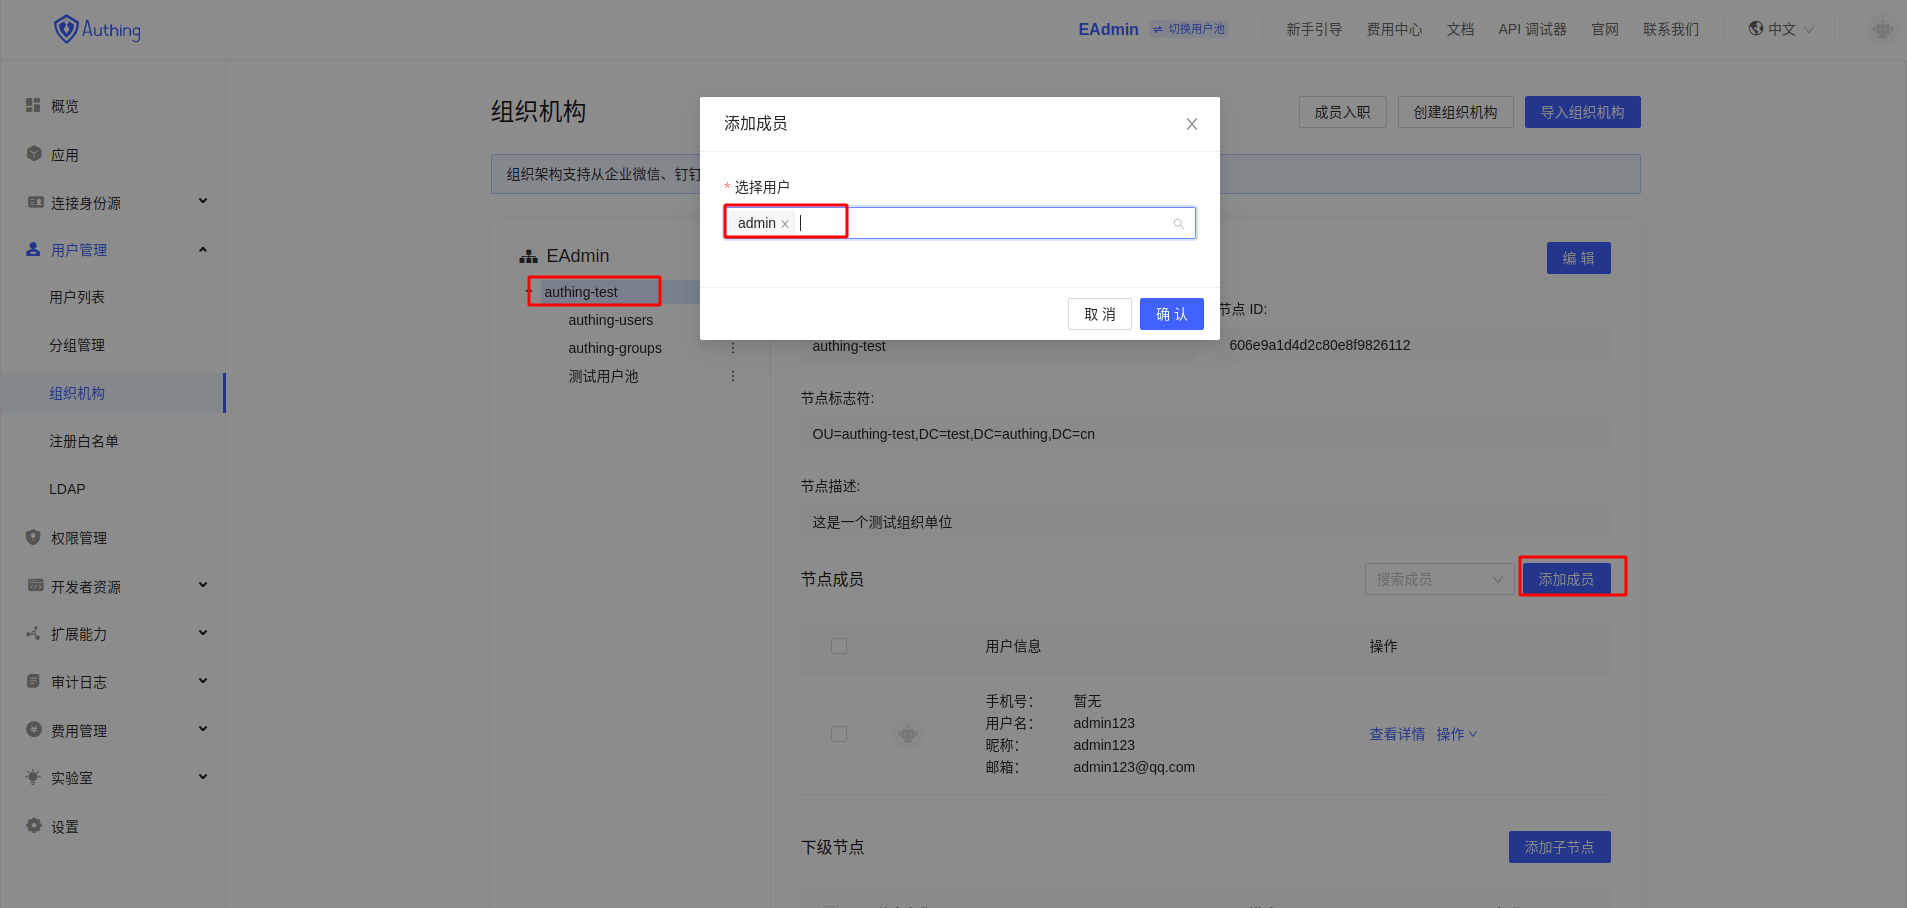 Authing
EAdmin
切换用户池
新手引导
费用中心
文档
API 调试器
官网
联系我们
中文
概览
应用
连接身份源
用户管理
用户列表
分组管理
组织机构
注册白名单
LDAP
权限管理
开发者资源
扩展能力
审计日志
费用管理
实验室
设置
组织机构
成员入职
创建组织机构
导入组织机构
组织架构支持从企业微信、钉钉
添加成员
* 选择用户
admin
取 消
确 认
EAdmin
authing-test
authing-users
authing-groups
测试用户池
编 辑
节点 ID:
authing-test
606e9a1d4d2c80e8f9826112
节点标志符:
OU=authing-test,DC=test,DC=authing,DC=cn
节点描述:
这是一个测试组织单位
节点成员
搜索成员
添加成员
用户信息
操作
手机号： 暂无
用户名： admin123
昵称： admin123
邮箱： admin123@qq.com
查看详情
操作
下级节点
添加子节点